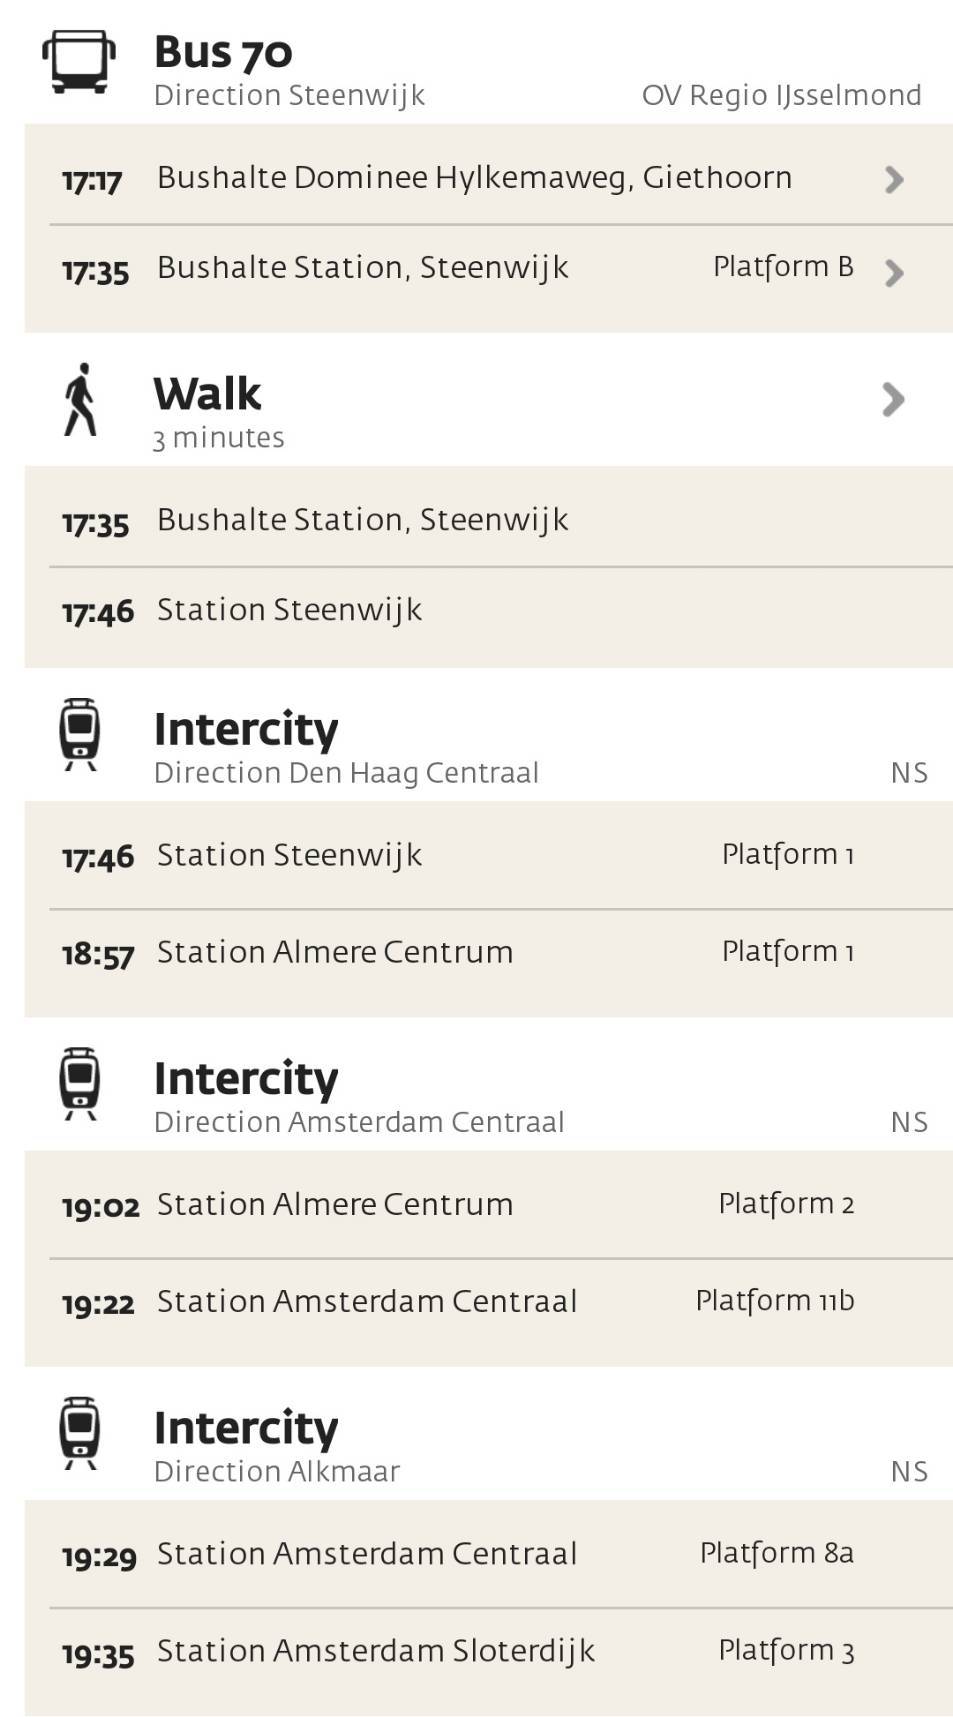 Bus 70
Direction Steenwijk OV Regio IJsselmond
17:17 Bushalte Dominee Hylkemaweg, Giethoorn
17:35 Bushalte Station, Steenwijk Platform B
Walk
3 minutes
17:35 Bushalte Station, Steenwijk
17:46 Station Steenwijk
Intercity
Direction Den Haag Centraal NS
17:46 Station Steenwijk Platform 1
18:57 Station Almere Centrum Platform 1
Intercity
Direction Amsterdam Centraal NS
19:02 Station Almere Centrum Platform 2
19:22 Station Amsterdam Centraal Platform 11b
Intercity
Direction Alkmaar NS
19:29 Station Amsterdam Centraal Platform 8a
19:35 Station Amsterdam Sloterdijk Platform 3